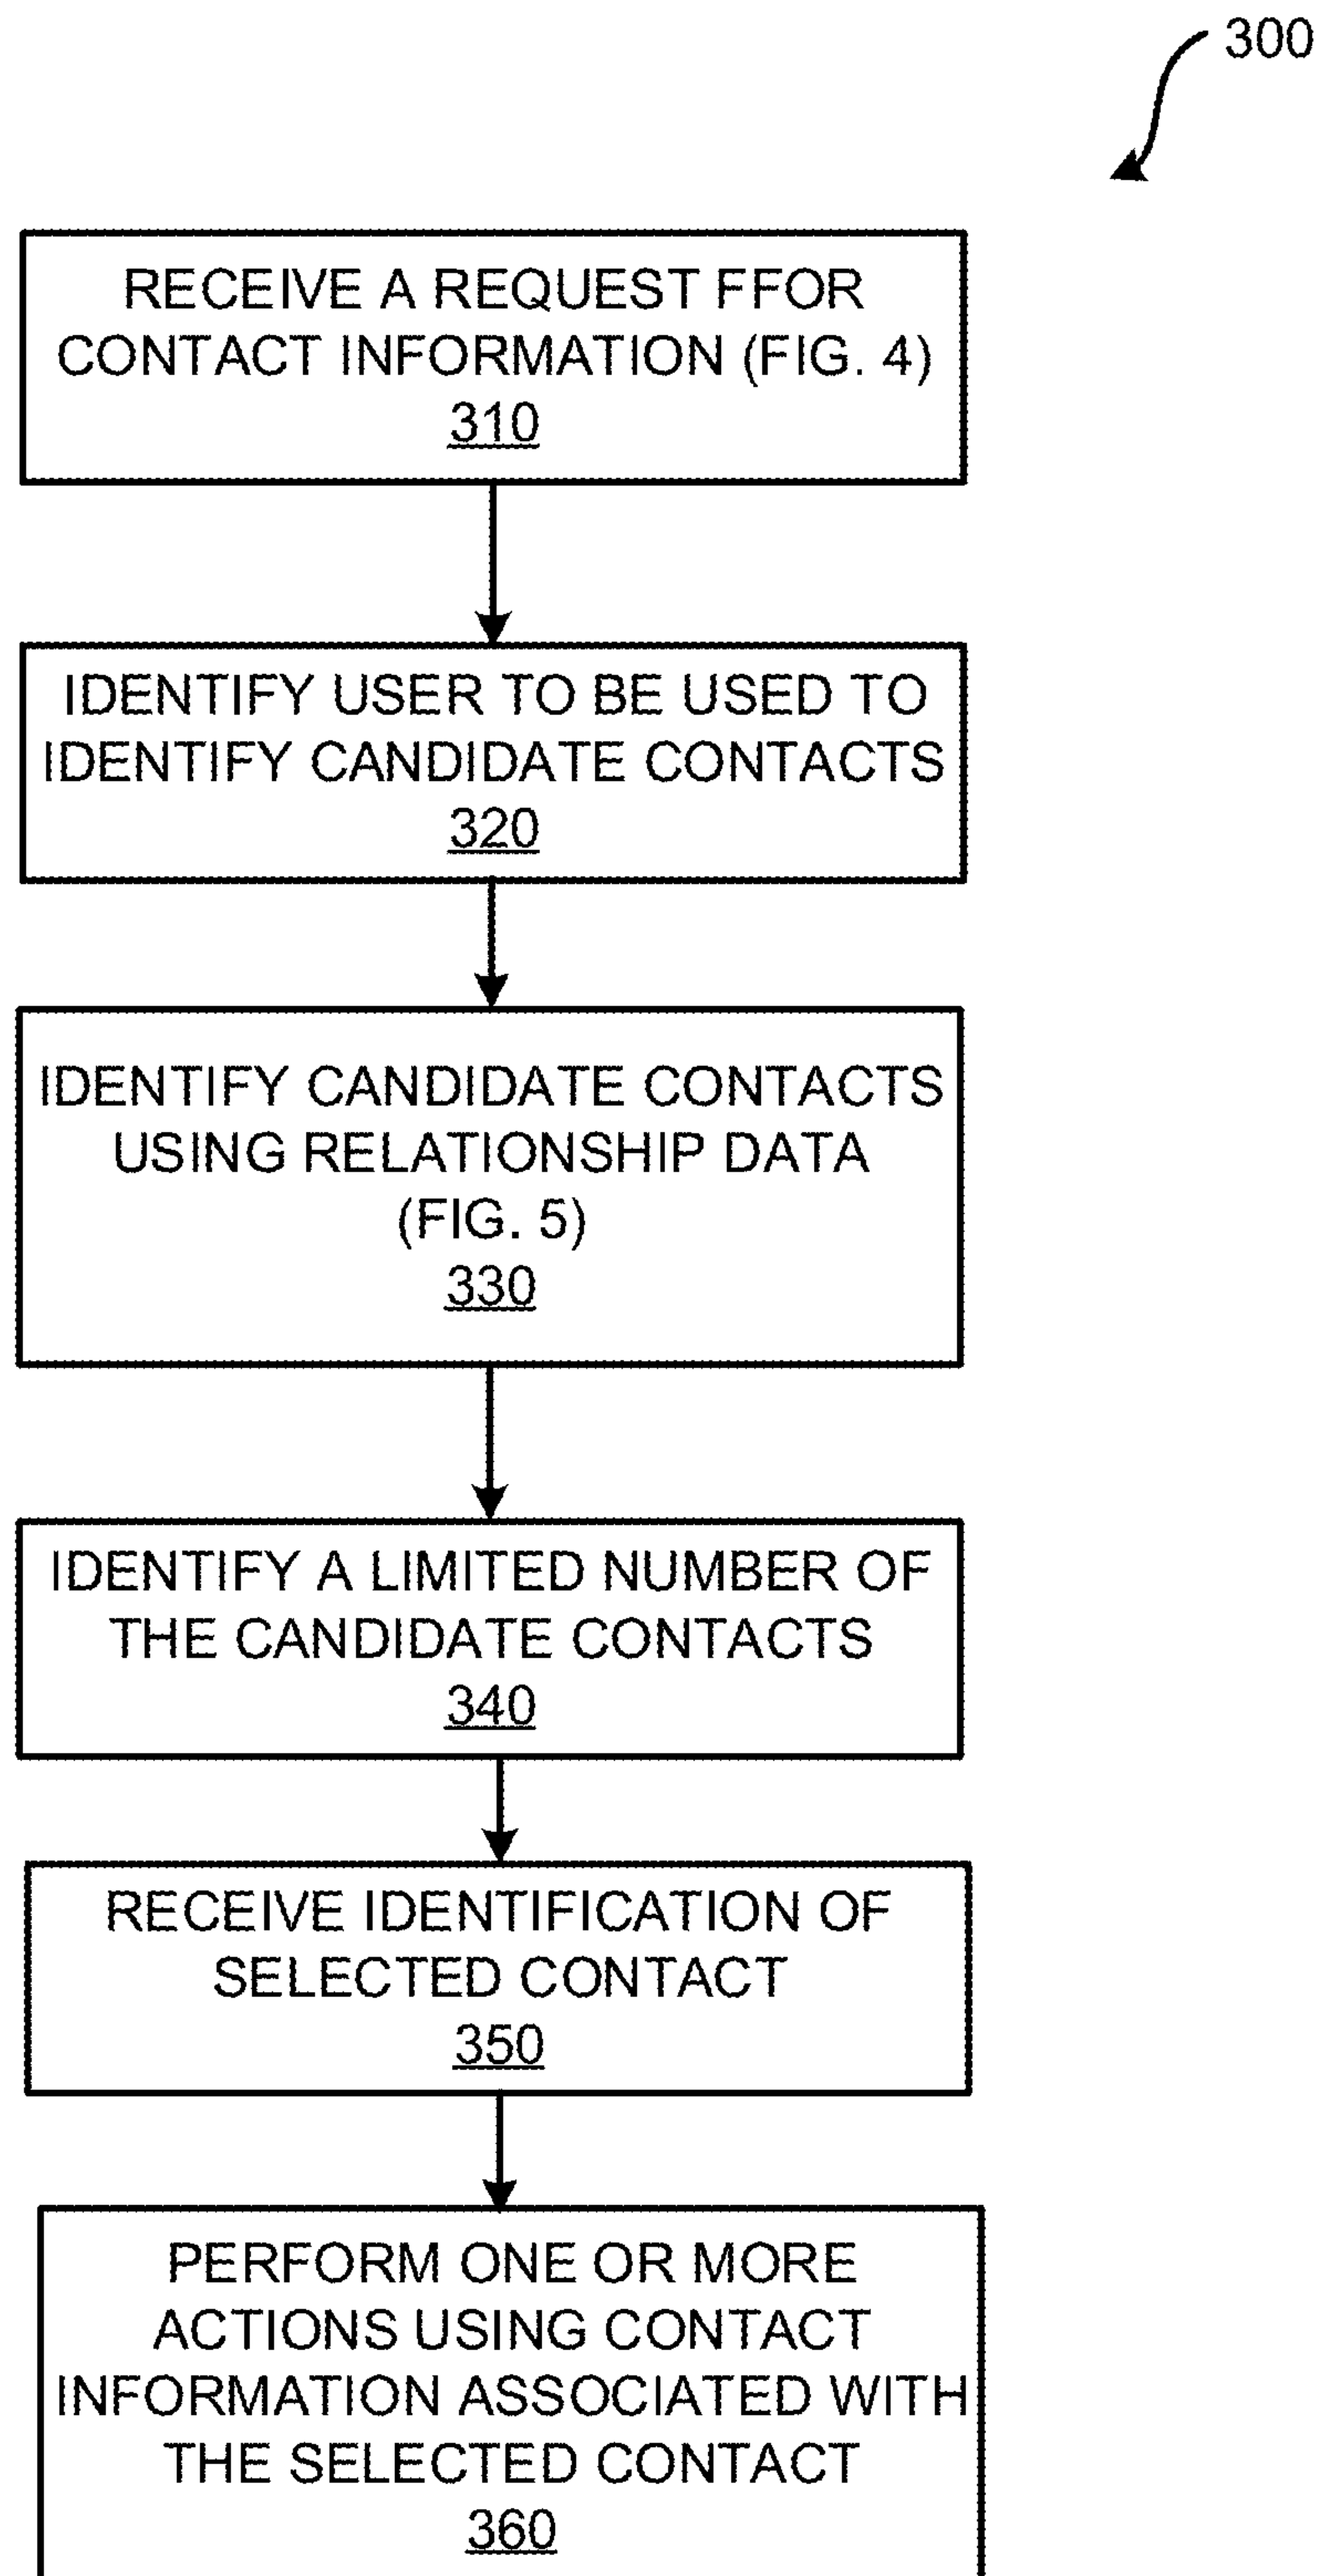 300
RECEIVE A REQUEST FFOR
CONTACT INFORMATION (FIG. 4)
310
IDENTIFY USER TO BE USED TO
IDENTIFY CANDIDATE CONTACTS
320
IDENTIFY CANDIDATE CONTACTS
USING RELATIONSHIP DATA
(FIG. 5)
330
IDENTIFY A LIMITED NUMBER OF
THE CANDIDATE CONTACTS
340
RECEIVE IDENTIFICATION OF
SELECTED CONTACT
350
PERFORM ONE OR MORE
ACTIONS USING CONTACT
INFORMATION ASSOCIATED WITH
THE SELECTED CONTACT
360